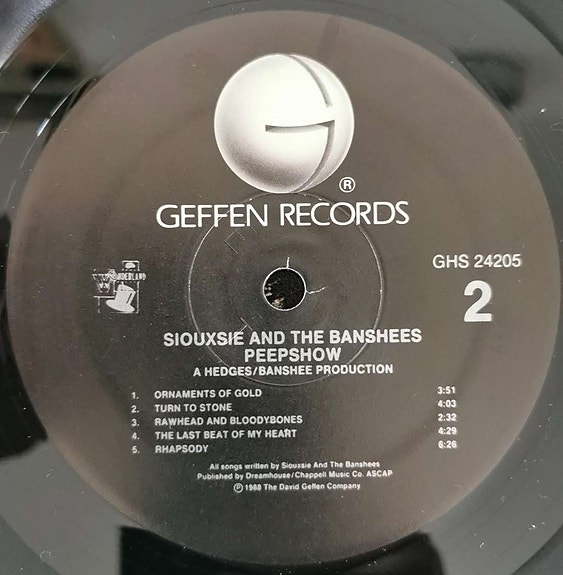 ®
GEFFEN RECORDS
GHS 24205
WONDERLAND
2
SIOUXSIE AND THE BANSHEES
PEEPSHOW
A HEDGES/BANSHEE PRODUCTION
1. ORNAMENTS OF GOLD 3:51
2. TURN TO STONE 4:03
3. RAWHEAD AND BLOODYBONES 2:32
4. THE LAST BEAT OF MY HEART 4:29
5. RHAPSODY 6:26
All songs written by Siouxsie And The Banshees
Published by Dreamhouse/Chappell Music Co. ASCAP
℗ 1988 The David Geffen Company